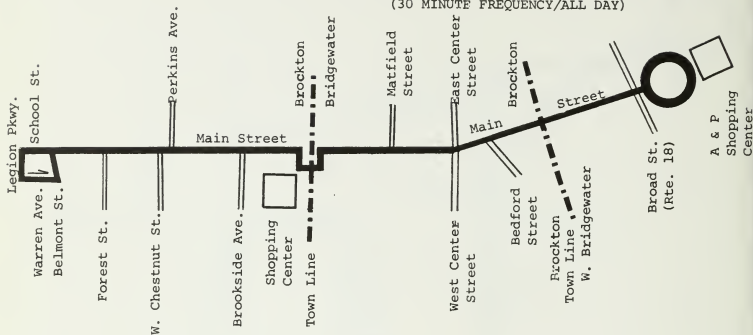 (30 MINUTE FREQUENCY/ALL DAY)
Legion Pkwy.
School St.
Warren Ave.
Belmont St.
Forest St.
W. Chestnut St.
Perkins Ave.
Main Street
Brookside Ave.
Shopping
Center
Brockton
Bridgewater
Town Line
Matfield
Street
East Center
Street
West Center
Street
Main Street
Bedford
Street
Brockton
Brockton
Town Line
W. Bridgewater
Broad St.
(Rte. 18)
A & P
Shopping
Center